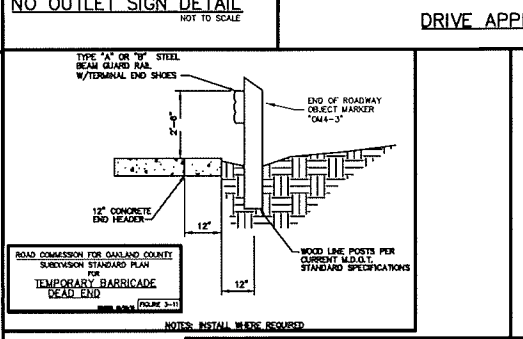 NO OUTLET SIGN DETAIL
NOT TO SCALE
DRIVE APP
TYPE "A" OR "B" STEEL
BEAM GUARD RAIL
W/TERMINAL END SHOES
2'-6"
END OF ROADWAY
OBJECT MARKER
"OM4-3"
12" CONCRETE
END HEADER
12"
12"
WOOD LINE POSTS PER
CURRENT M.D.O.T.
STANDARD SPECIFICATIONS
ROAD COMMISSION FOR OAKLAND COUNTY
SUBDIVISION STANDARD PLAN
FOR
TEMPORARY BARRICADE
DEAD END
FIGURE 3-11
NOTES: INSTALL WHERE REQUIRED